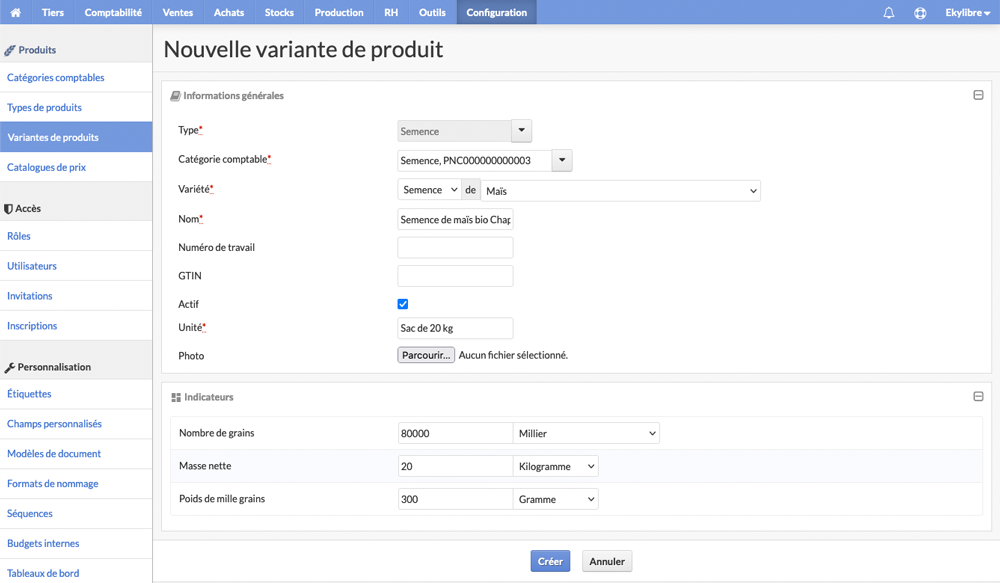 Tiers Comptabilité Ventes Achats Stocks Production RH Outils Configuration Ekylibre
Produits
Catégories comptables
Types de produits
Variantes de produits
Catalogues de prix
Accès
Rôles
Utilisateurs
Invitations
Inscriptions
Personnalisation
Étiquettes
Champs personnalisés
Modèles de document
Formats de nommage
Séquences
Budgets internes
Tableaux de bord
Nouvelle variante de produit
Informations générales
Type* Semence
Catégorie comptable* Semence, PNC000000000003
Variété* Semence de Maïs
Nom* Semence de maïs bio Chap
Numéro de travail
GTIN
Actif
Unité* Sac de 20 kg
Photo Parcourir... Aucun fichier sélectionné.
Indicateurs
Nombre de grains 80000 Millier
Masse nette 20 Kilogramme
Poids de mille grains 300 Gramme
Créer Annuler